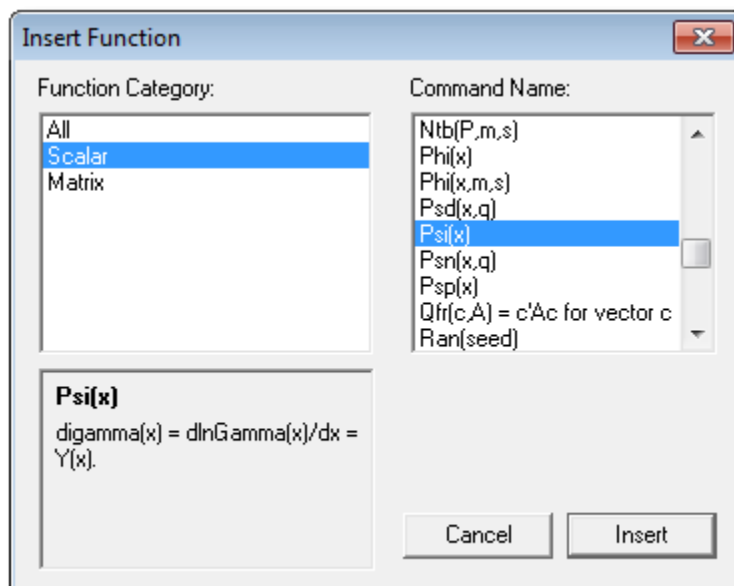 Insert Function
Function Category:
All
Scalar
Matrix
Command Name:
Ntb(P,m,s)
Phi(x)
Phi(x,m,s)
Psd(x,q)
Psi(x)
Psn(x,q)
Psp(x)
Qfr(c,A) = c'Ac for vector c
Ran(seed)
Psi(x)
digamma(x) = dlnGamma(x)/dx =
Y(x).
Cancel
Insert